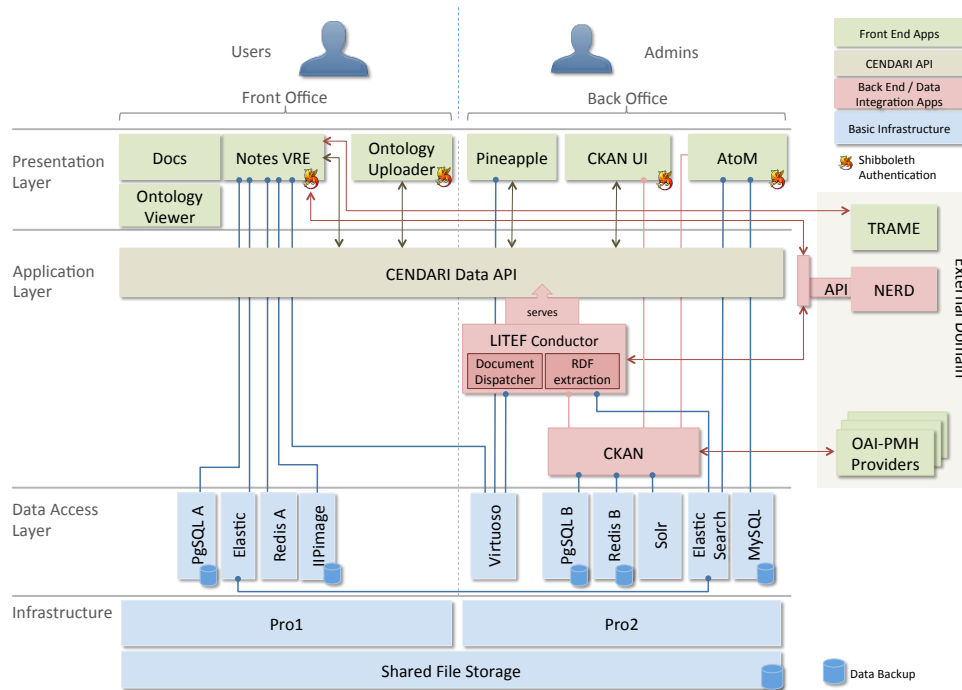 Users
Admins
Front Office
Back Office
Front End Apps
CENDARI API
Back End / Data
Integration Apps
Basic Infrastructure
Shibboleth
Authentication
Presentation
Layer
Docs
Notes VRE
Ontology
Uploader
Pineapple
CKAN UI
AtoM
Ontology
Viewer
TRAME
Application
Layer
CENDARI Data API
API
NERD
External Domain
serves
LITEF Conductor
Document
Dispatcher
RDF
extraction
CKAN
OAI-PMH
Providers
Data Access
Layer
PgSQL A
Elastic
Redis A
IIPimage
Virtuoso
PgSQL B
Redis B
Solr
Elastic
Search
MySQL
Infrastructure
Pro1
Pro2
Shared File Storage
Data Backup